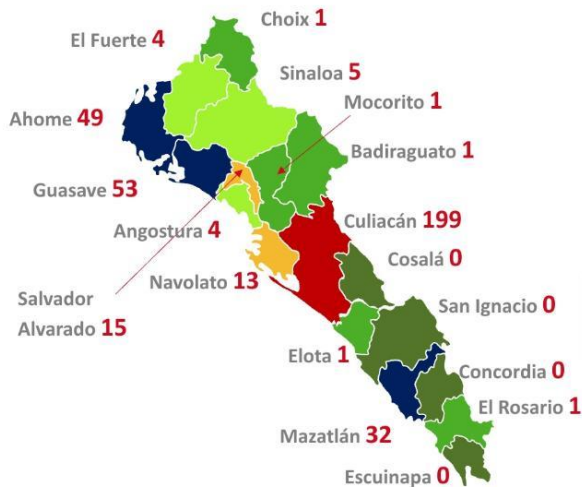 Choix 1
El Fuerte 4
Sinaloa 5
Mocorito 1
Ahome 49
Badiraguato 1
Guasave 53
Culiacán 199
Angostura 4
Cosalá 0
Navolato 13
Salvador
Alvarado 15
San Ignacio 0
Elota 1
Concordia 0
El Rosario 1
Mazatlán 32
Escuinapa 0